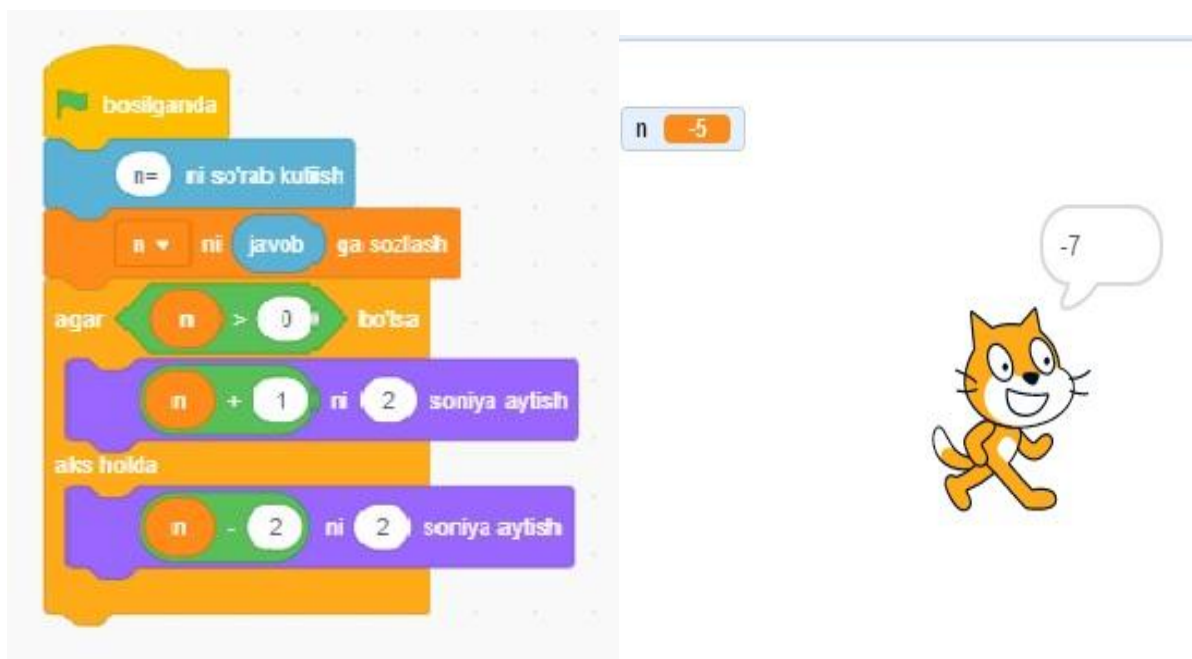 bosilganda
n= ni so'rab kutiish
n ni javob ga sozlash
agar n > 0 bo'lsa
n + 1 ni 2 soniya aytish
aks holda
n - 2 ni 2 soniya aytish
n -5
-7